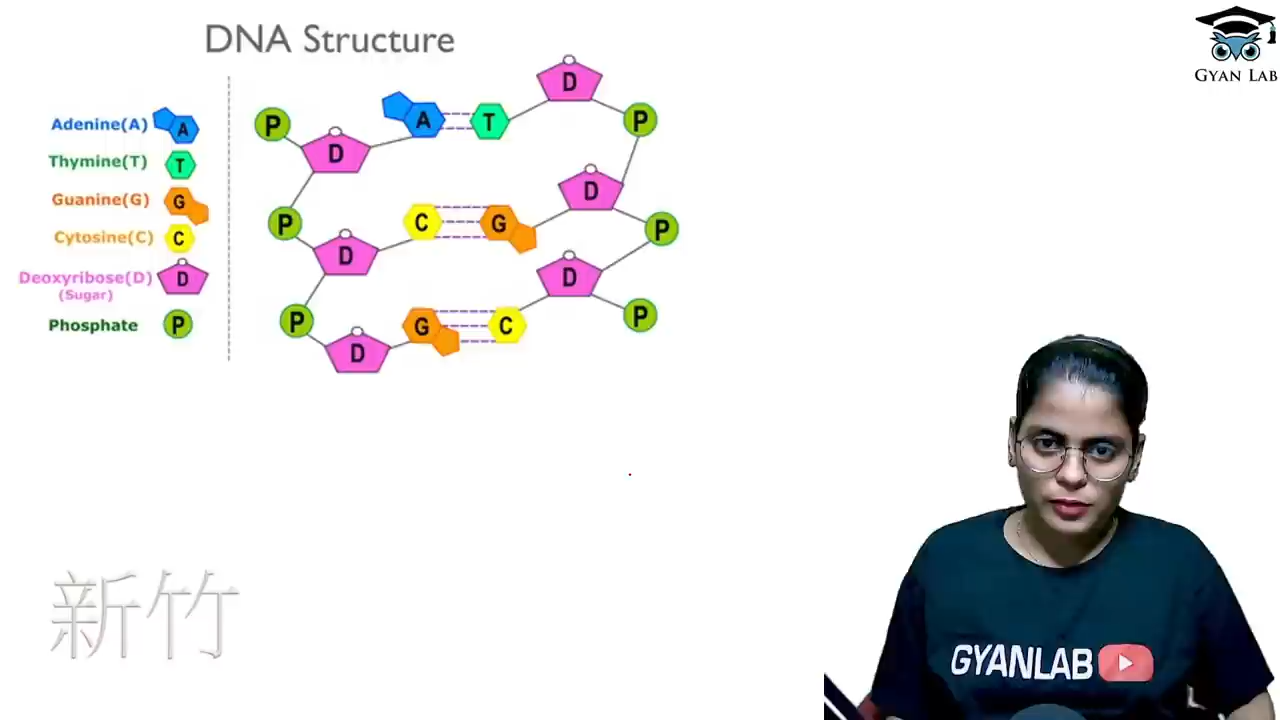 DNA Structure
GYAN LAB
Adenine(A) A
Thymine(T) T
Guanine(G) G
Cytosine(C) C
Deoxyribose(D) D
(Sugar)
Phosphate P
D
P A T P
D
D
P C G P
D
D
P G C P
D
新竹
GYANLAB